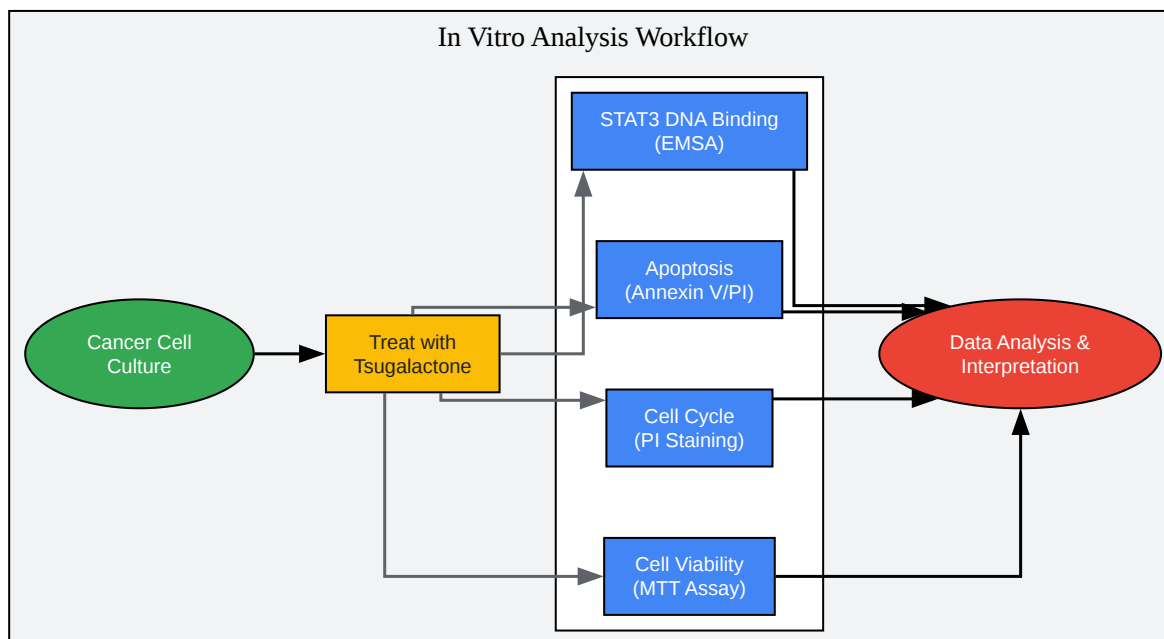 In Vitro Analysis Workflow
STAT3 DNA Binding
(EMSA)
Apoptosis
(Annexin V/PI)
Cancer Cell
Culture
Treat with
Tsugalactone
Data Analysis &
Interpretation
Cell Cycle
(PI Staining)
Cell Viability
(MTT Assay)